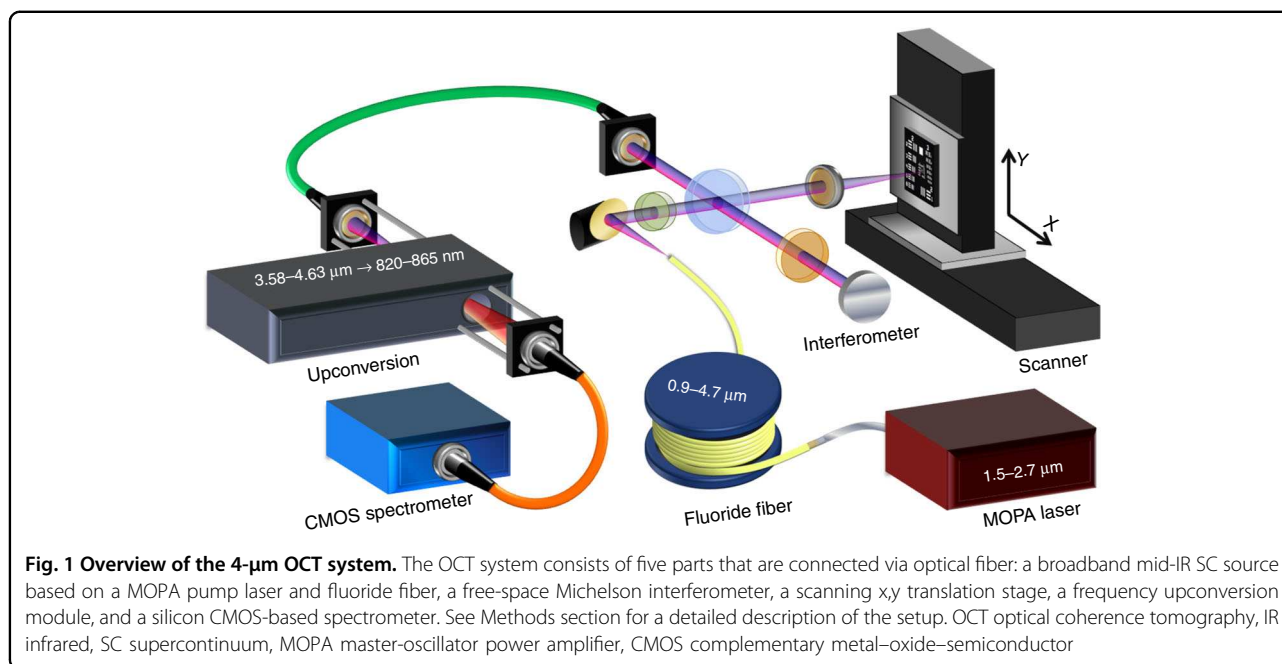 Y
X
3.58–4.63 μm → 820–865 nm
Upconversion
Interferometer
Scanner
0.9–4.7 μm
1.5–2.7 μm
CMOS spectrometer
Fluoride fiber
MOPA laser
Fig. 1 Overview of the 4-μm OCT system. The OCT system consists of five parts that are connected via optical fiber: a broadband mid-IR SC source
based on a MOPA pump laser and fluoride fiber, a free-space Michelson interferometer, a scanning x,y translation stage, a frequency upconversion
module, and a silicon CMOS-based spectrometer. See Methods section for a detailed description of the setup. OCT optical coherence tomography, IR
infrared, SC supercontinuum, MOPA master-oscillator power amplifier, CMOS complementary metal–oxide–semiconductor